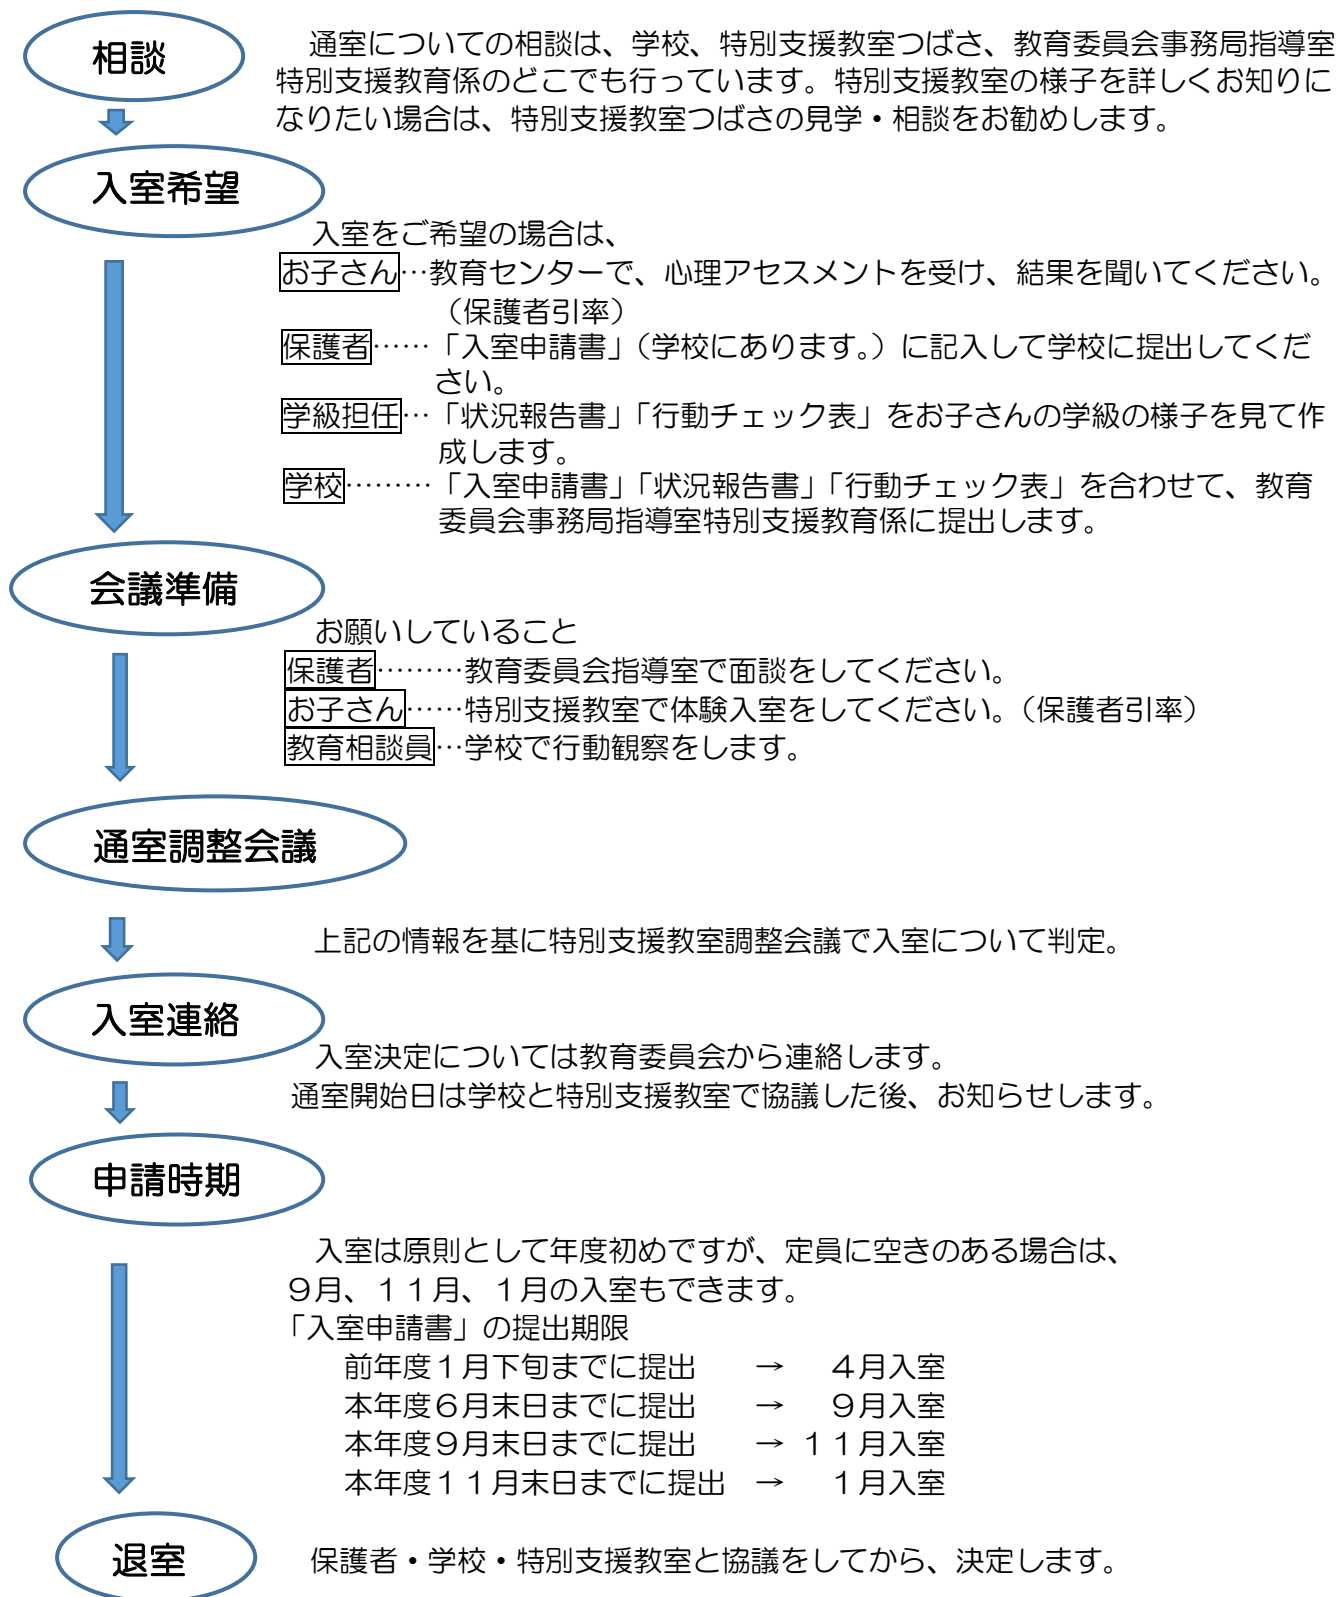 相談
通室についての相談は、学校、特別支援教室つばさ、教育委員会事務局指導室
特別支援教育係のどこでも行っています。特別支援教室の様子を詳しくお知りに
なりたい場合は、特別支援教室つばさの見学・相談をお勧めします。
入室希望
入室をご希望の場合は、
お子さん…教育センターで、心理アセスメントを受け、結果を聞いてください。
（保護者引率）
保護者……「入室申請書」（学校にあります。）に記入して学校に提出してくだ
さい。
学級担任…「状況報告書」「行動チェック表」をお子さんの学級の様子を見て作
成します。
学校………「入室申請書」「状況報告書」「行動チェック表」を合わせて、教育
委員会事務局指導室特別支援教育係に提出します。
会議準備
お願いしていること
保護者………教育委員会指導室で面談をしてください。
お子さん……特別支援教室で体験入室をしてください。（保護者引率）
教育相談員…学校で行動観察をします。
通室調整会議
上記の情報を基に特別支援教室調整会議で入室について判定。
入室連絡
入室決定については教育委員会から連絡します。
通室開始日は学校と特別支援教室で協議した後、お知らせします。
申請時期
入室は原則として年度初めですが、定員に空きのある場合は、
９月、１１月、１月の入室もできます。
「入室申請書」の提出期限
前年度１月下旬までに提出　→　４月入室
本年度６月末日までに提出　→　９月入室
本年度９月末日までに提出　→　１１月入室
本年度１１月末日までに提出　→　１月入室
退室
保護者・学校・特別支援教室と協議をしてから、決定します。